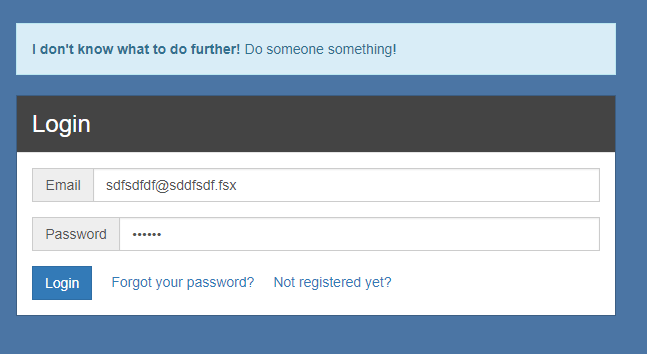 I don't know what to do further! Do someone something!
Login
Email sdfsdfdf@sddfsdf.fsx
Password ••••••
Login Forgot your password? Not registered yet?